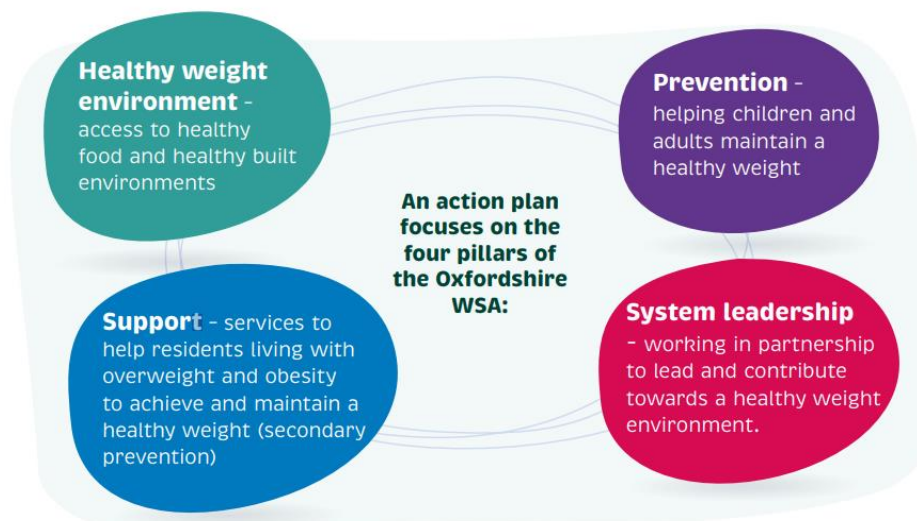 Healthy weight
environment -
access to healthy
food and healthy built
environments
Prevention -
helping children and
adults maintain a
healthy weight
An action plan
focuses on the
four pillars of
the Oxfordshire
WSA:
Support - services to
help residents living with
overweight and obesity
to achieve and maintain a
healthy weight (secondary
prevention)
System leadership
- working in partnership
to lead and contribute
towards a healthy weight
environment.